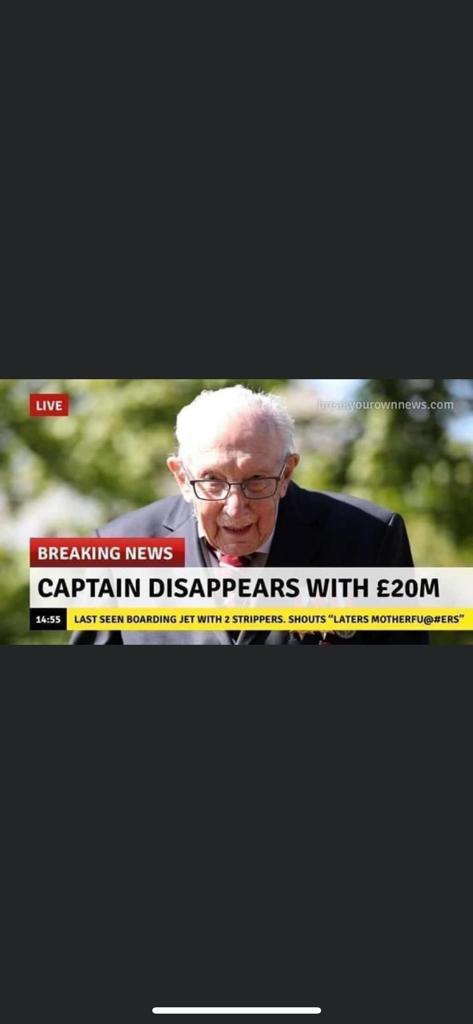 LIVE
breakyourownnews.com
BREAKING NEWS
CAPTAIN DISAPPEARS WITH £20M
14:55 LAST SEEN BOARDING JET WITH 2 STRIPPERS. SHOUTS "LATERS MOTHERFU@#ERS"